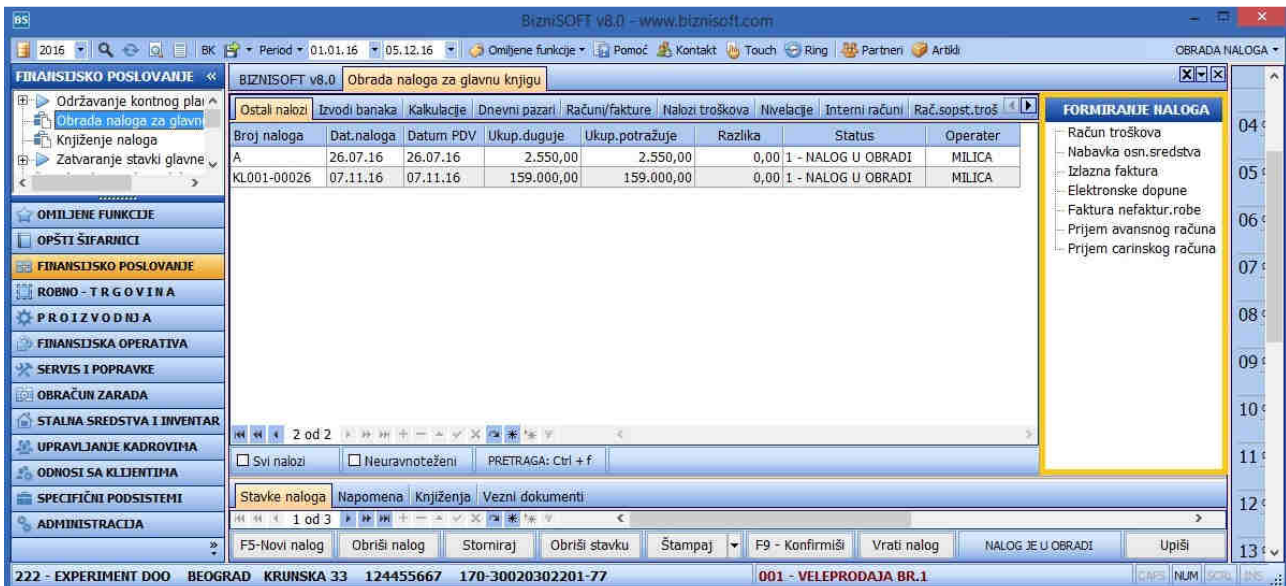 BS BizniSOFT v8.0 - www.biznisoft.com
2016 BK Period 01.01.16 05.12.16 Omiljene funkcije Pomoć Kontakt Touch Ring Partneri Artikli OBRADA NALOGA
FINANSIJSKO POSLOVANJE «
Održavanje kontnog plan
Obrada naloga za glavn
Knjiženje naloga
Zatvaranje stavki glavne
OMILJENE FUNKCIJE
OPŠTI ŠIFARNICI
FINANSIJSKO POSLOVANJE
ROBNO - T R G O V I N A
P R O I Z V O D NJ A
FINANSIJSKA OPERATIVA
SERVIS I POPRAVKE
OBRAČUN ZARADA
STALNA SREDSTVA I INVENTAR
UPRAVLJANJE KADROVIMA
ODNOSI SA KLIJENTIMA
SPECIFIČNI PODSISTEMI
ADMINISTRACIJA
»
BIZNISOFT v8.0 Obrada naloga za glavnu knjigu
Ostali nalozi Izvodi banaka Kalkulacije Dnevni pazari Računi/fakture Nalozi troškova Nivelacije Interni računi Rač.sopst.troš
Broj naloga Dat.naloga Datum PDV Ukup.duguje Ukup.potražuje Razlika Status Operater
A 26.07.16 26.07.16 2.550,00 2.550,00 0,00 1 - NALOG U OBRADI MILICA
KL001-00026 07.11.16 07.11.16 159.000,00 159.000,00 0,00 1 - NALOG U OBRADI MILICA
2 od 2
Svi nalozi Neuravnoteženi PRETRAGA: Ctrl + f
Stavke naloga Napomena Knjiženja Vezni dokumenti
1 od 3
F5-Novi nalog Obriši nalog Storniraj Obriši stavku Štampaj F9 - Konfirmiši Vrati nalog NALOG JE U OBRADI Upiši
FORMIRANJE NALOGA
Račun troškova
Nabavka osn.sredstva
Izlazna faktura
Elektronske dopune
Faktura nefaktur.robe
Prijem avansnog računa
Prijem carinskog računa
04
05
06
07
08
09
10
11
12
13
222 - EXPERIMENT DOO BEOGRAD KRUNSKA 33 124455667 170-30020302201-77 001 - VELEPRODAJA BR.1 CAPS NUM SCRL INS